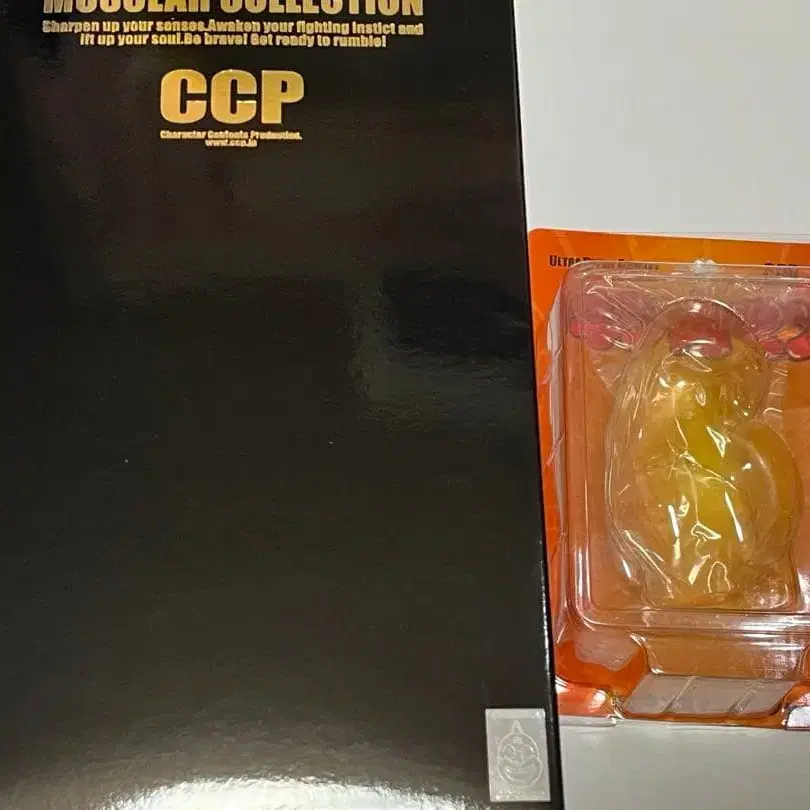 MUSCULAR COLLECTION
Sharpen up your senses.Awaken your fighting instict and
lift up your soul.Be brave! Get ready to rumble!
CCP
Character Contents Production.
www.ccp.jp
ULTRA